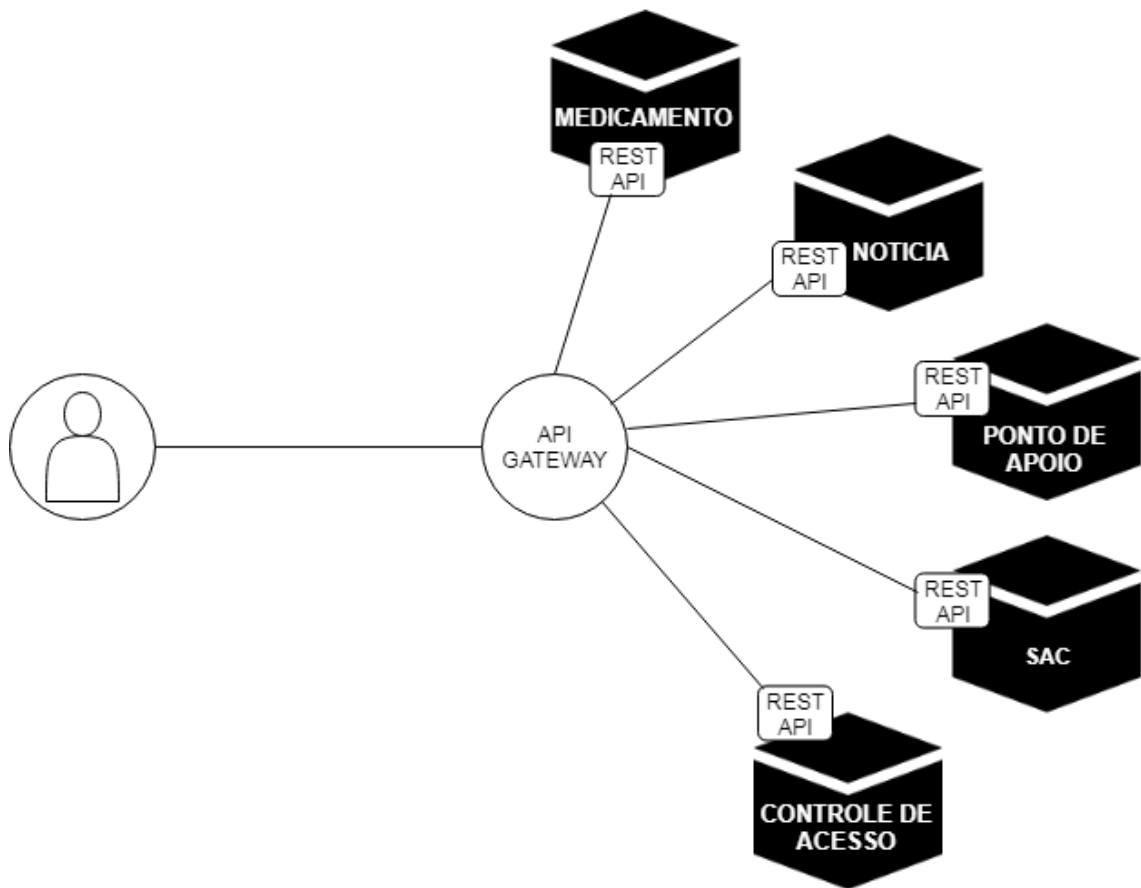 MEDICAMENTO
REST
API
REST
API
NOTICIA
REST
API
PONTO DE
APOIO
API
GATEWAY
REST
API
SAC
REST
API
CONTROLE DE
ACESSO